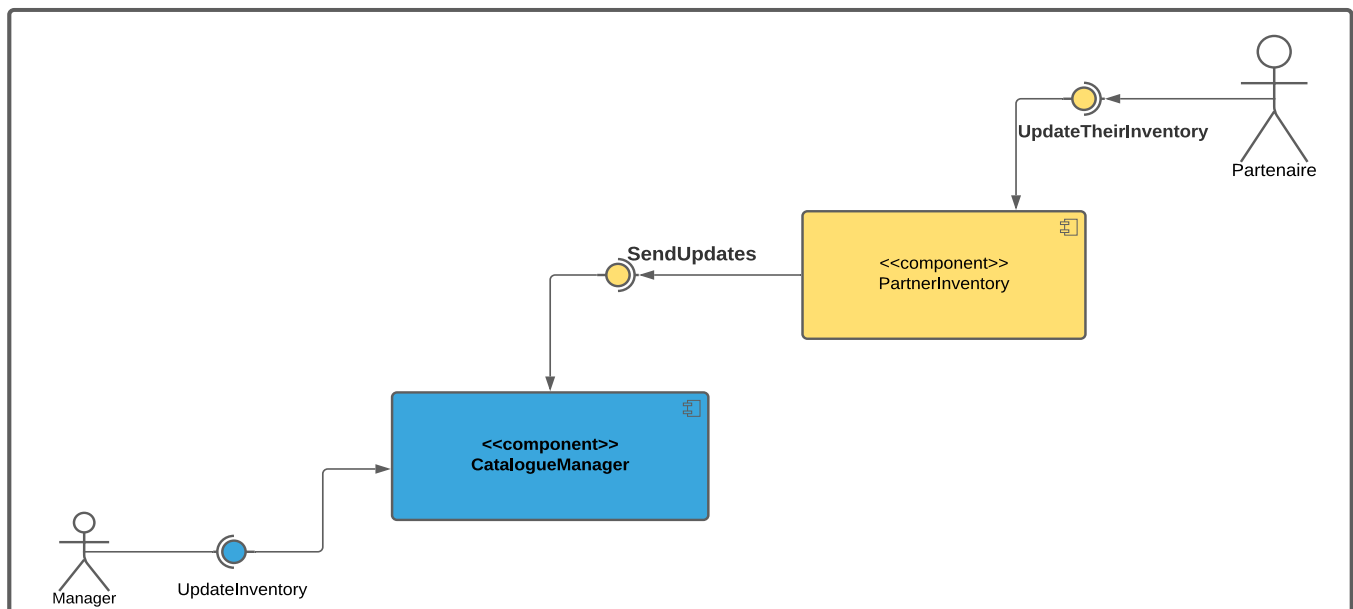 UpdateTheirInventory
Partenaire
SendUpdates
<<component>>
PartnerInventory
<<component>>
CatalogueManager
UpdateInventory
Manager